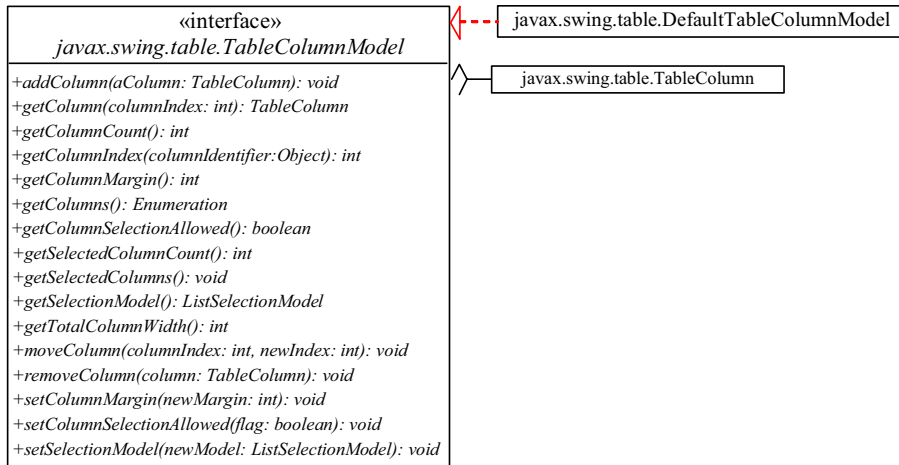 «interface»
javax.swing.table.TableColumnModel
+addColumn(aColumn: TableColumn): void
+getColumn(columnIndex: int): TableColumn
+getColumnCount(): int
+getColumnIndex(columnIdentifier:Object): int
+getColumnMargin(): int
+getColumns(): Enumeration
+getColumnSelectionAllowed(): boolean
+getSelectedColumnCount(): int
+getSelectedColumns(): void
+getSelectionModel(): ListSelectionModel
+getTotalColumnWidth(): int
+moveColumn(columnIndex: int, newIndex: int): void
+removeColumn(column: TableColumn): void
+setColumnMargin(newMargin: int): void
+setColumnSelectionAllowed(flag: boolean): void
+setSelectionModel(newModel: ListSelectionModel): void
javax.swing.table.DefaultTableColumnModel
javax.swing.table.TableColumn